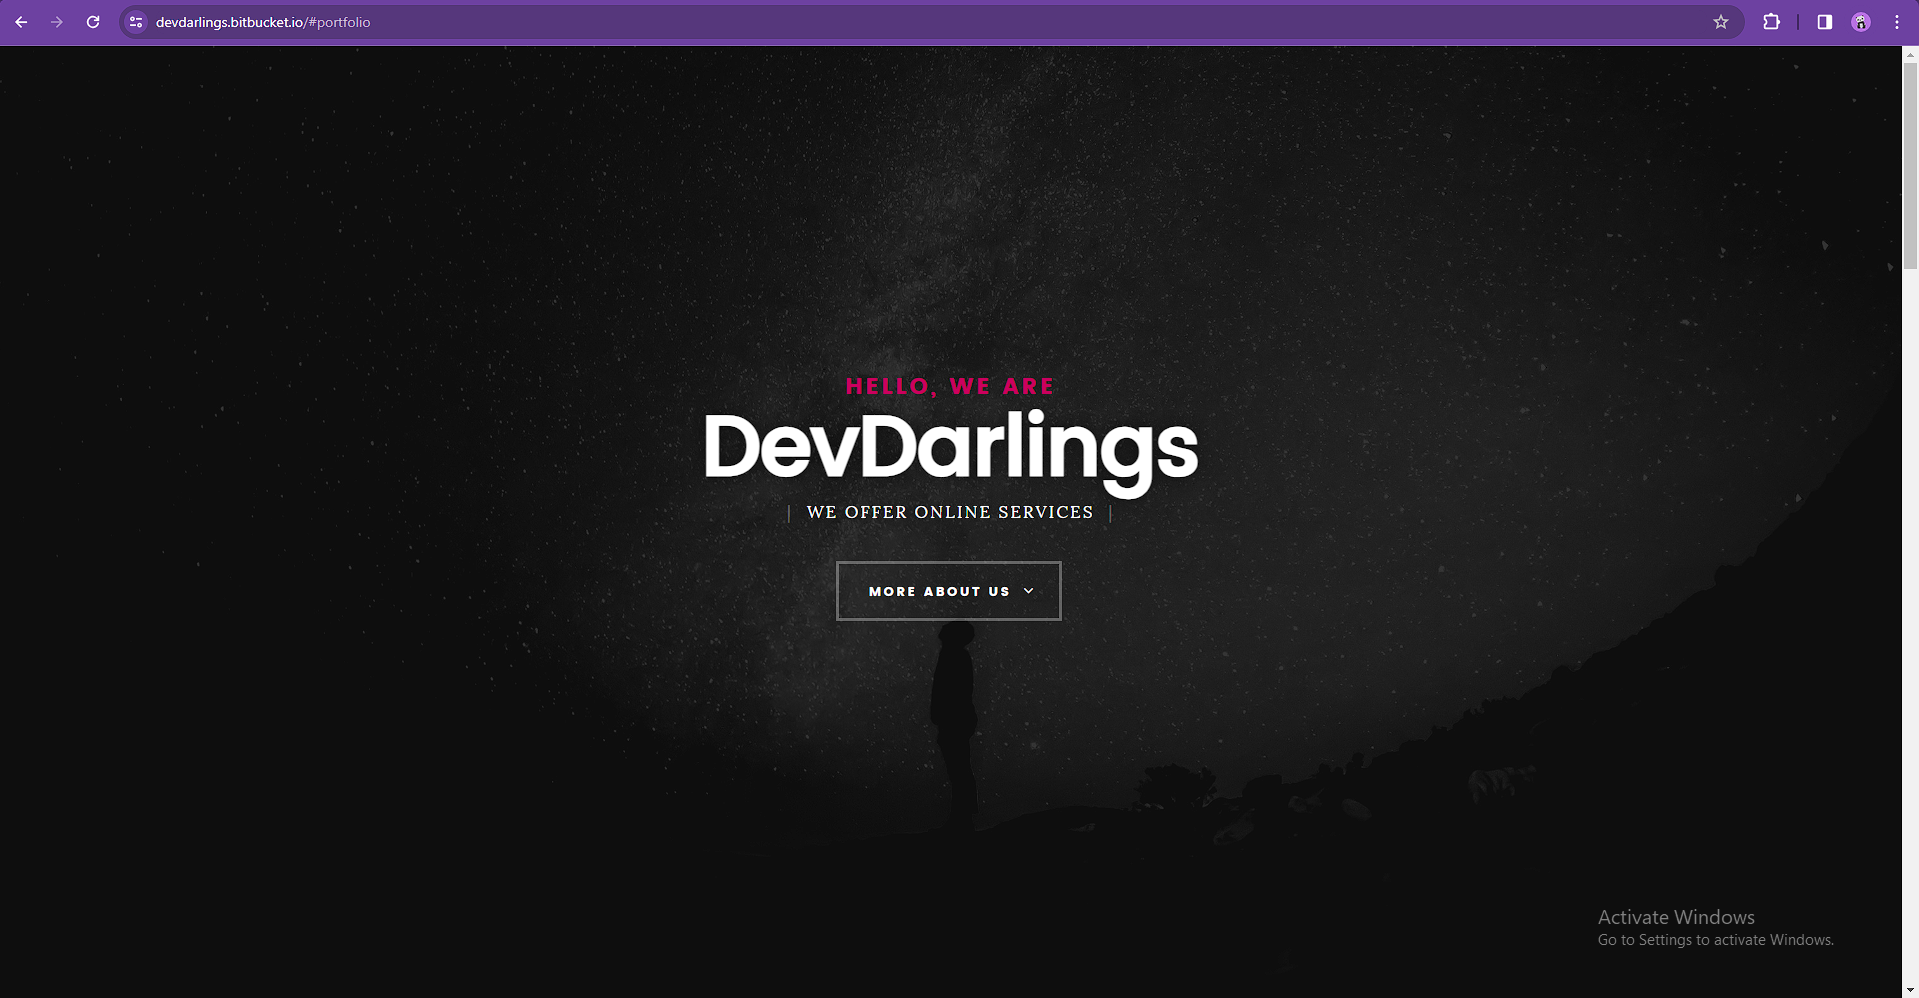 devdarlings.bitbucket.io/#portfolio
HELLO, WE ARE
DevDarlings
| WE OFFER ONLINE SERVICES |
MORE ABOUT US
Activate Windows
Go to Settings to activate Windows.